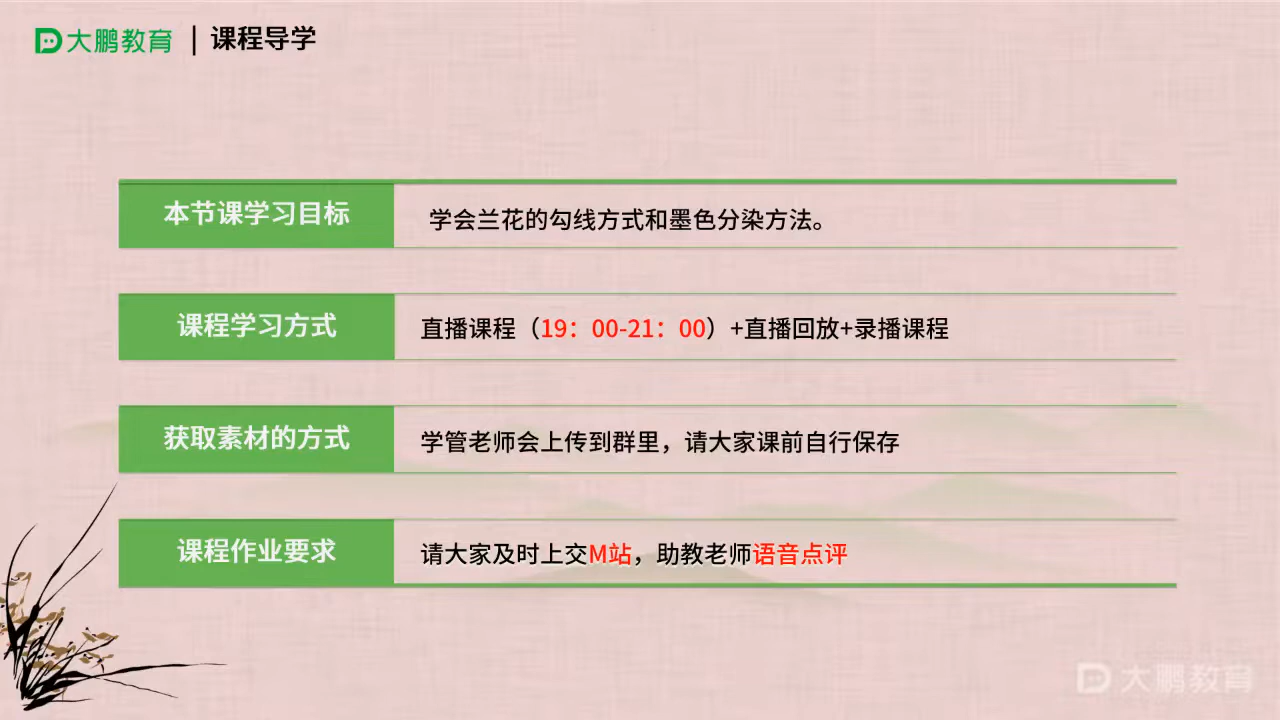 大鹏教育 | 课程导学
本节课学习目标 学会兰花的勾线方式和墨色分染方法。
课程学习方式 直播课程（19：00-21：00）+直播回放+录播课程
获取素材的方式 学管老师会上传到群里，请大家课前自行保存
课程作业要求 请大家及时上交M站，助教老师语音点评
大鹏教育